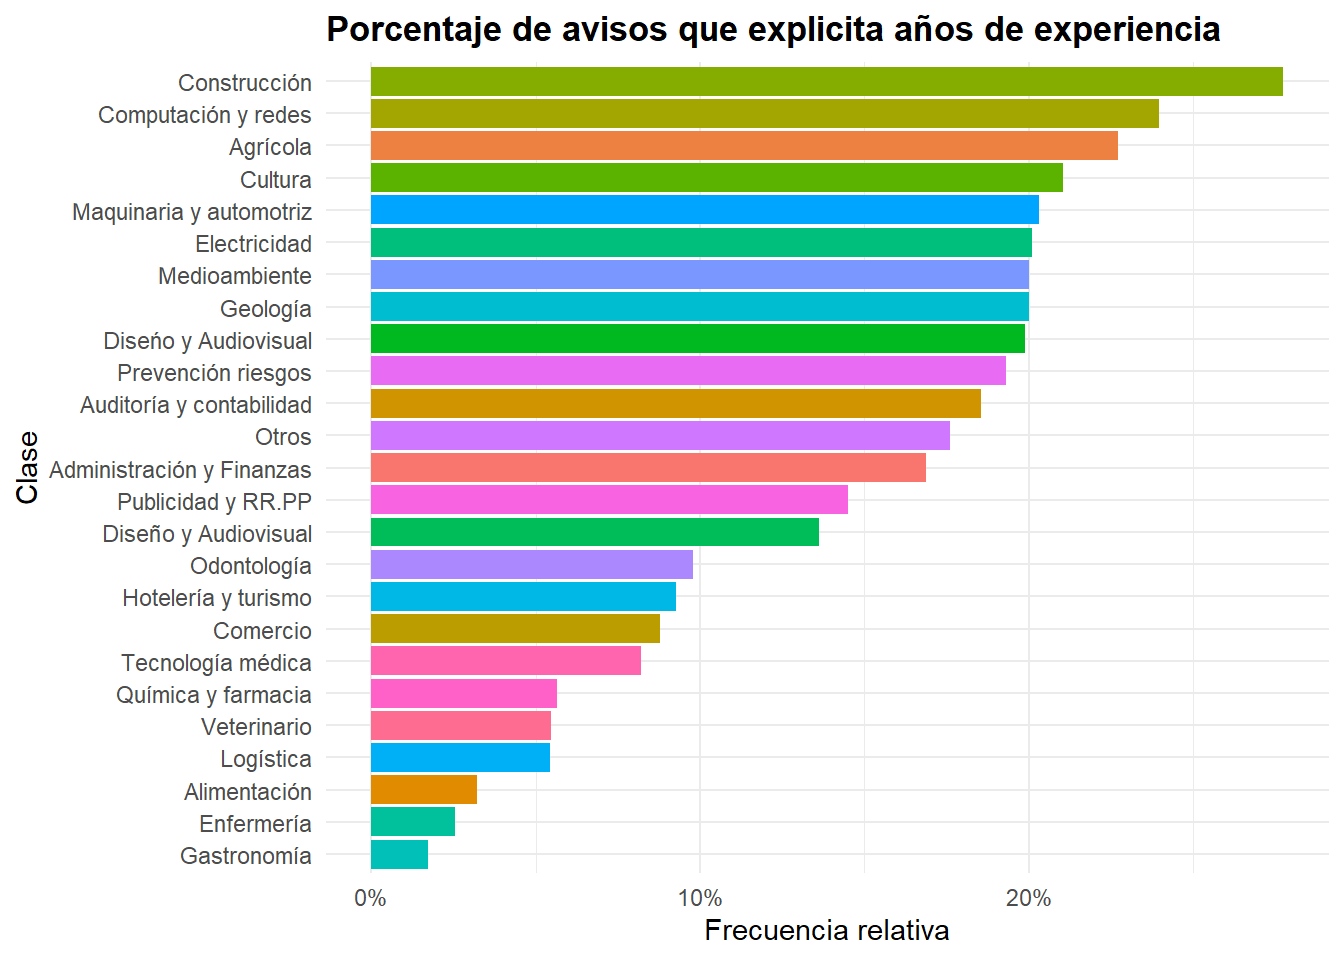 Porcentaje de avisos que explicita años de experiencia
Clase
Construcción
Computación y redes
Agrícola
Cultura
Maquinaria y automotriz
Electricidad
Medioambiente
Geología
Diseńo y Audiovisual
Prevención riesgos
Auditoría y contabilidad
Otros
Administración y Finanzas
Publicidad y RR.PP
Diseño y Audiovisual
Odontología
Hotelería y turismo
Comercio
Tecnología médica
Química y farmacia
Veterinario
Logística
Alimentación
Enfermería
Gastronomía
0% 10% 20%
Frecuencia relativa